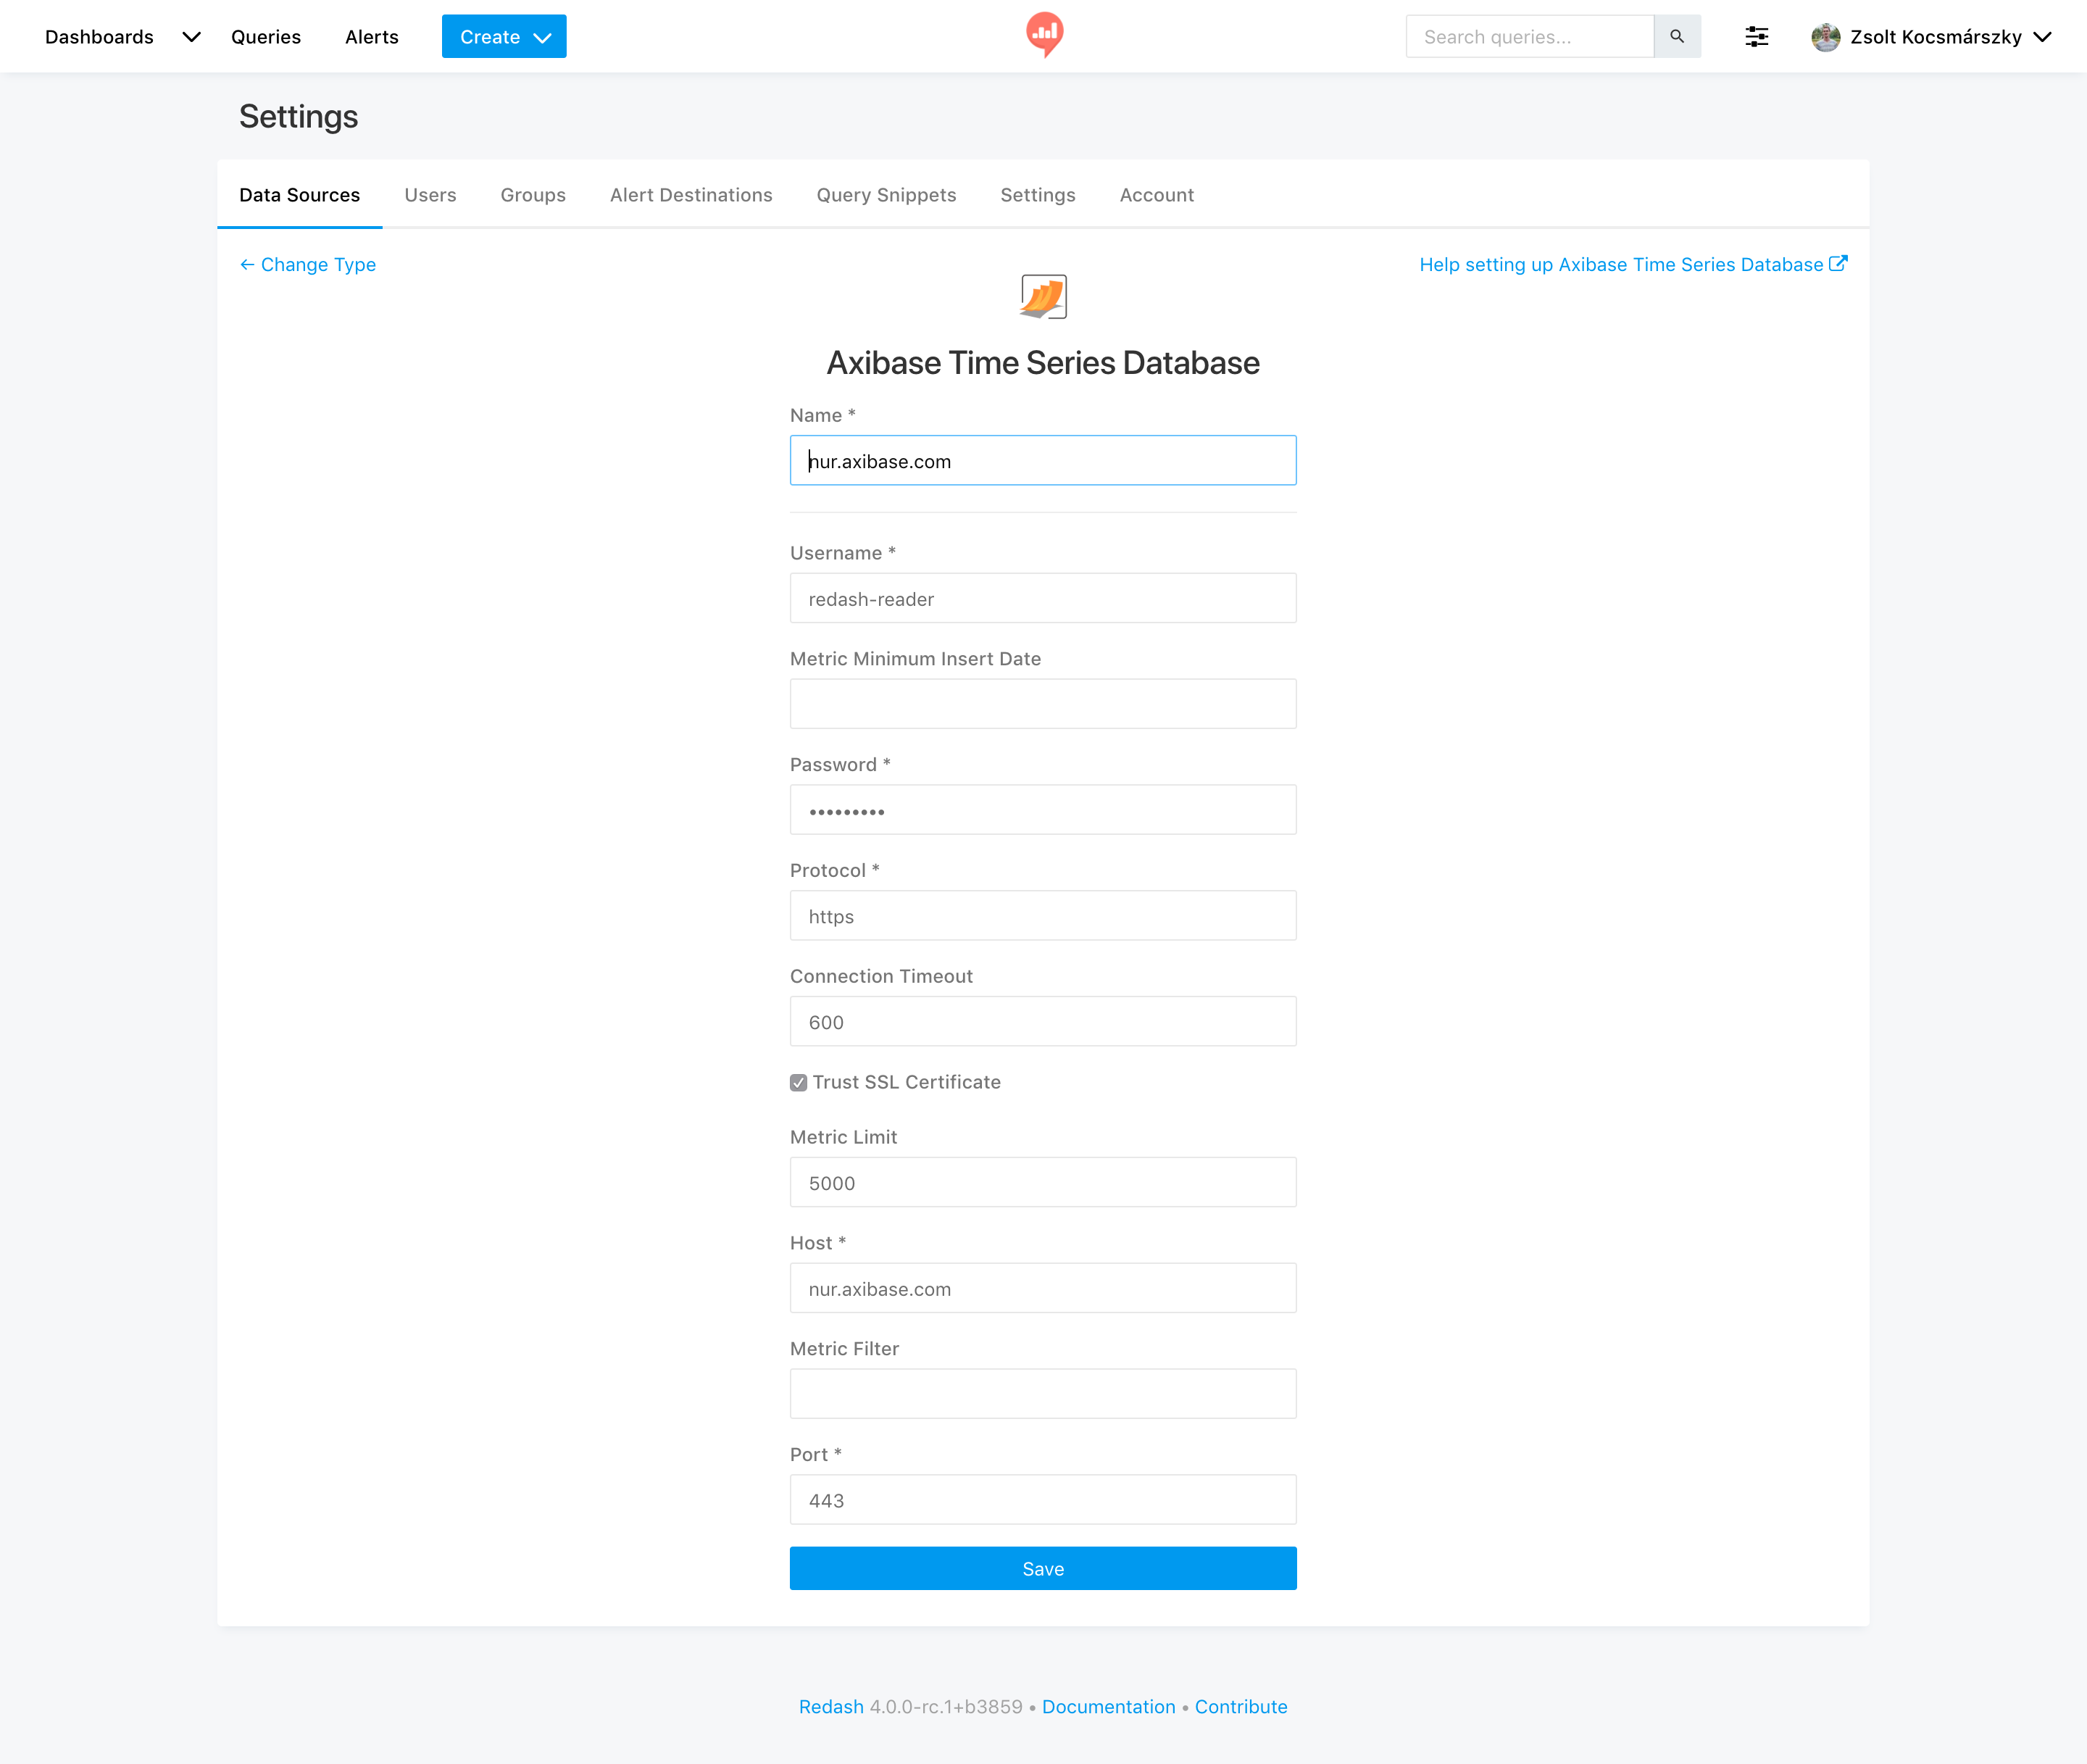 Dashboards Queries Alerts Create Search queries... Zsolt Kocsmárszky
Settings
Data Sources Users Groups Alert Destinations Query Snippets Settings Account
← Change Type Help setting up Axibase Time Series Database
Axibase Time Series Database
Name *
nur.axibase.com
Username *
redash-reader
Metric Minimum Insert Date
Password *
•••••••••
Protocol *
https
Connection Timeout
600
Trust SSL Certificate
Metric Limit
5000
Host *
nur.axibase.com
Metric Filter
Port *
443
Save
Redash 4.0.0-rc.1+b3859 • Documentation • Contribute